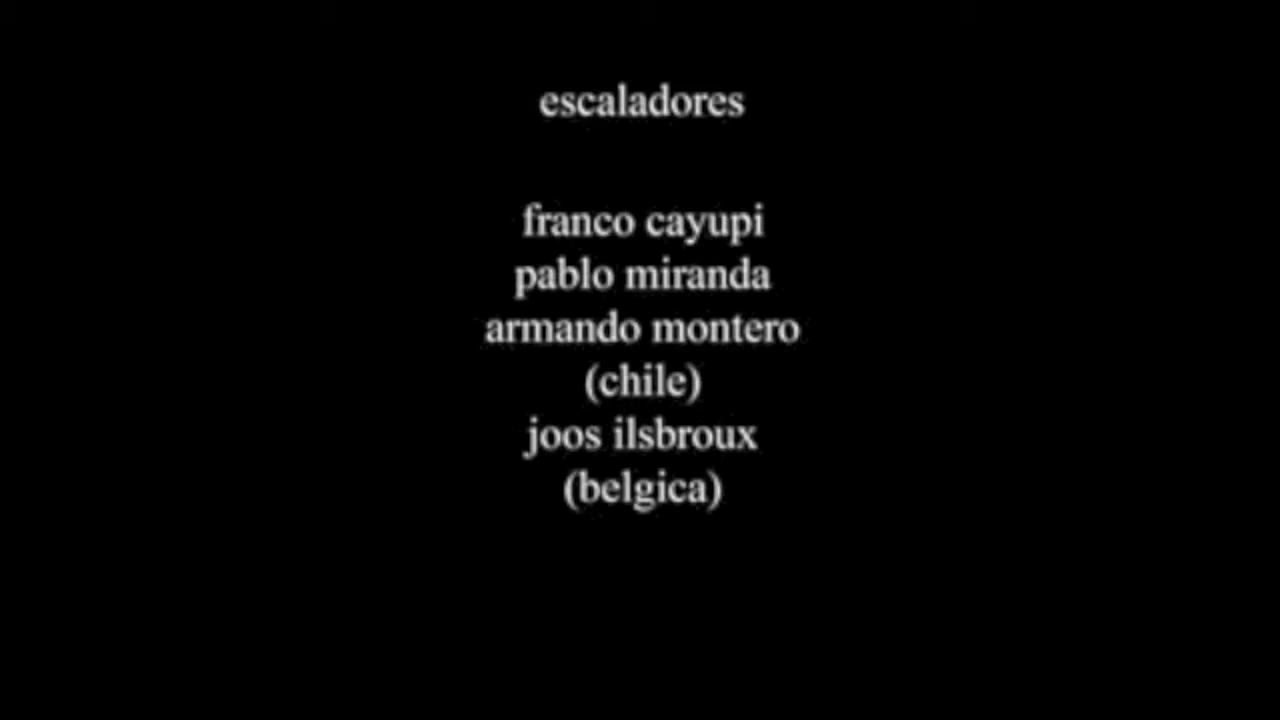 escaladores
franco cayupi
pablo miranda
armando montero
(chile)
joos ilsbroux
(belgica)